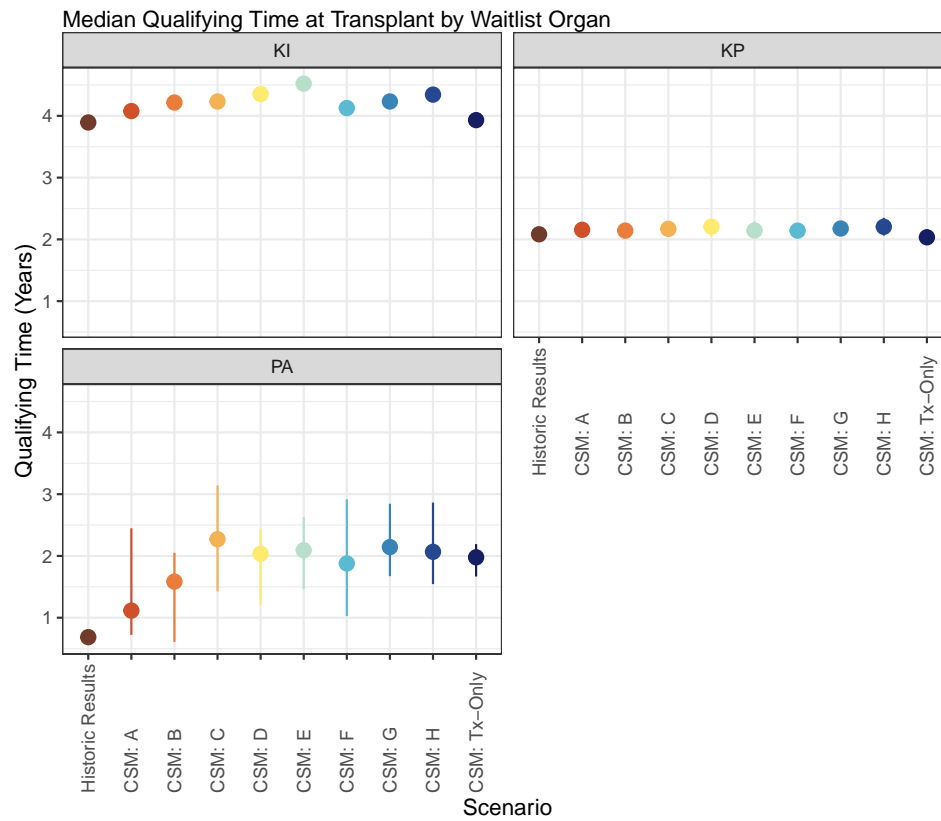 Median Qualifying Time at Transplant by Waitlist Organ
KI
KP
4
3
2
1
PA
4
3
2
1
Qualifying Time (Years)
Historic Results
CSM: A
CSM: B
CSM: C
CSM: D
CSM: E
CSM: F
CSM: G
CSM: H
CSM: Tx−Only
Historic Results
CSM: A
CSM: B
CSM: C
CSM: D
CSM: E
CSM: F
CSM: G
CSM: H
CSM: Tx−Only
Scenario